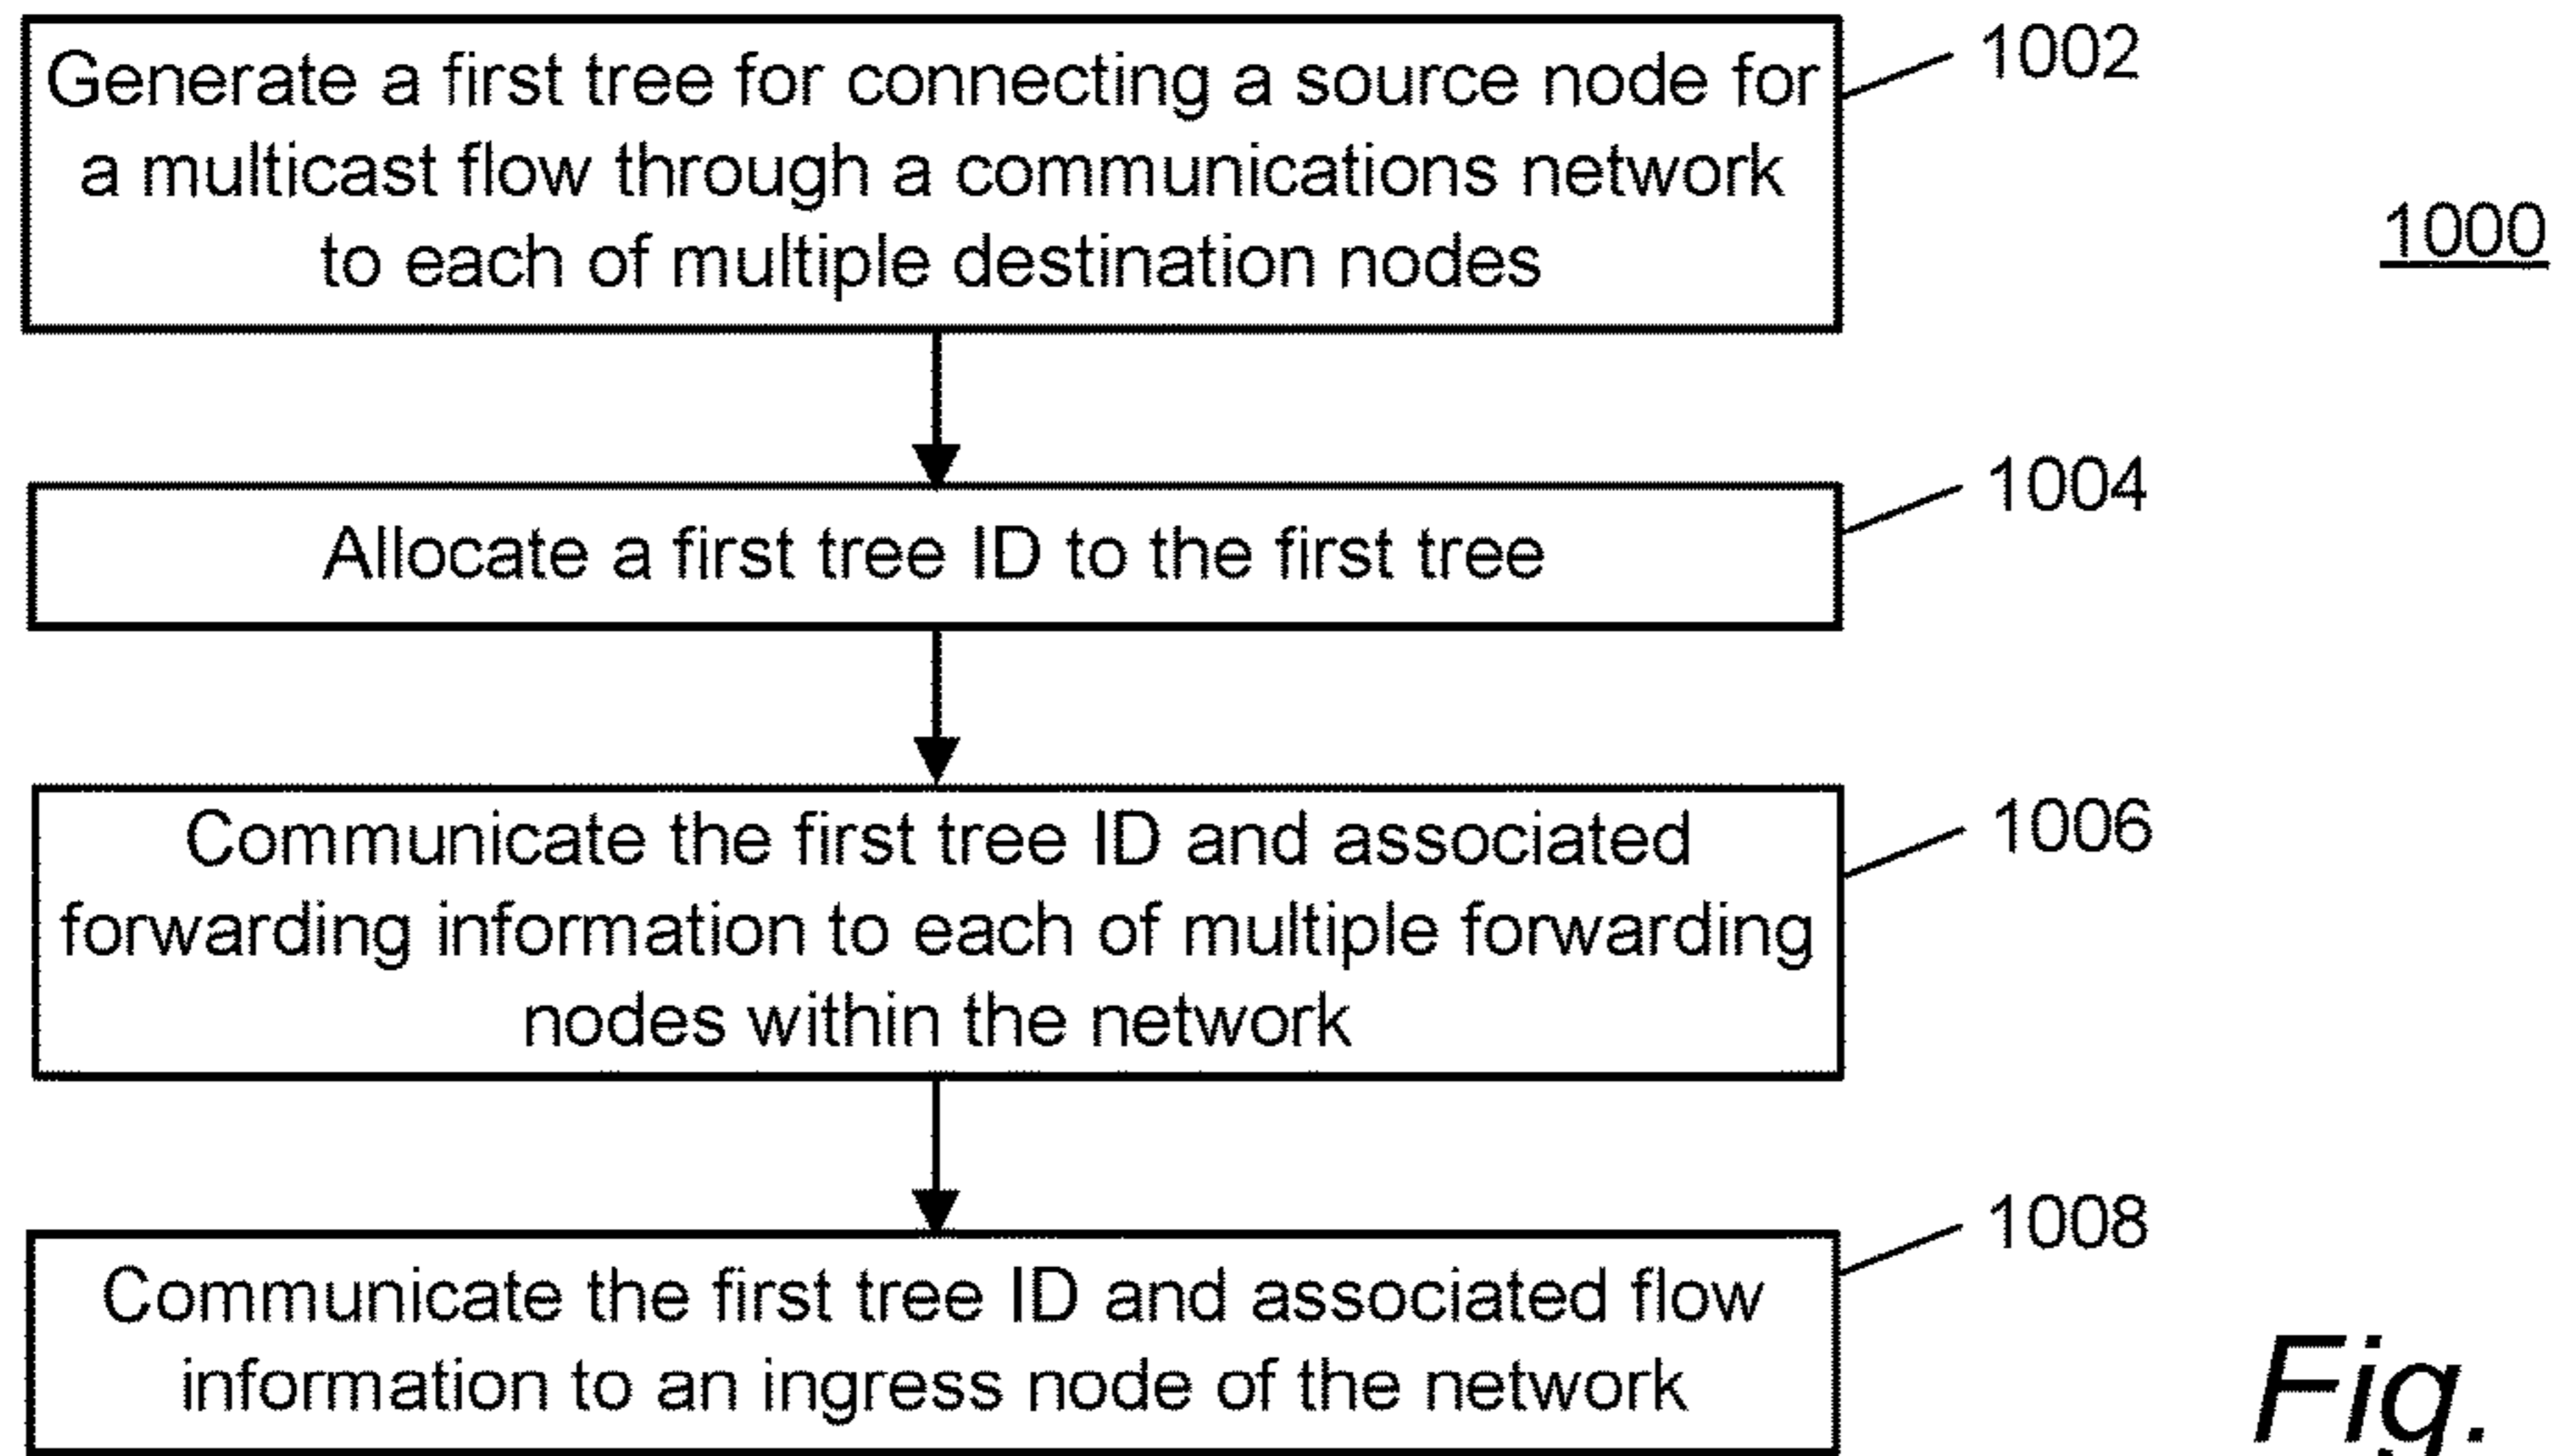 Generate a first tree for connecting a source node for
a multicast flow through a communications network
to each of multiple destination nodes
1002
1000
Allocate a first tree ID to the first tree
1004
Communicate the first tree ID and associated
forwarding information to each of multiple forwarding
nodes within the network
1006
Communicate the first tree ID and associated flow
information to an ingress node of the network
1008
Fig.